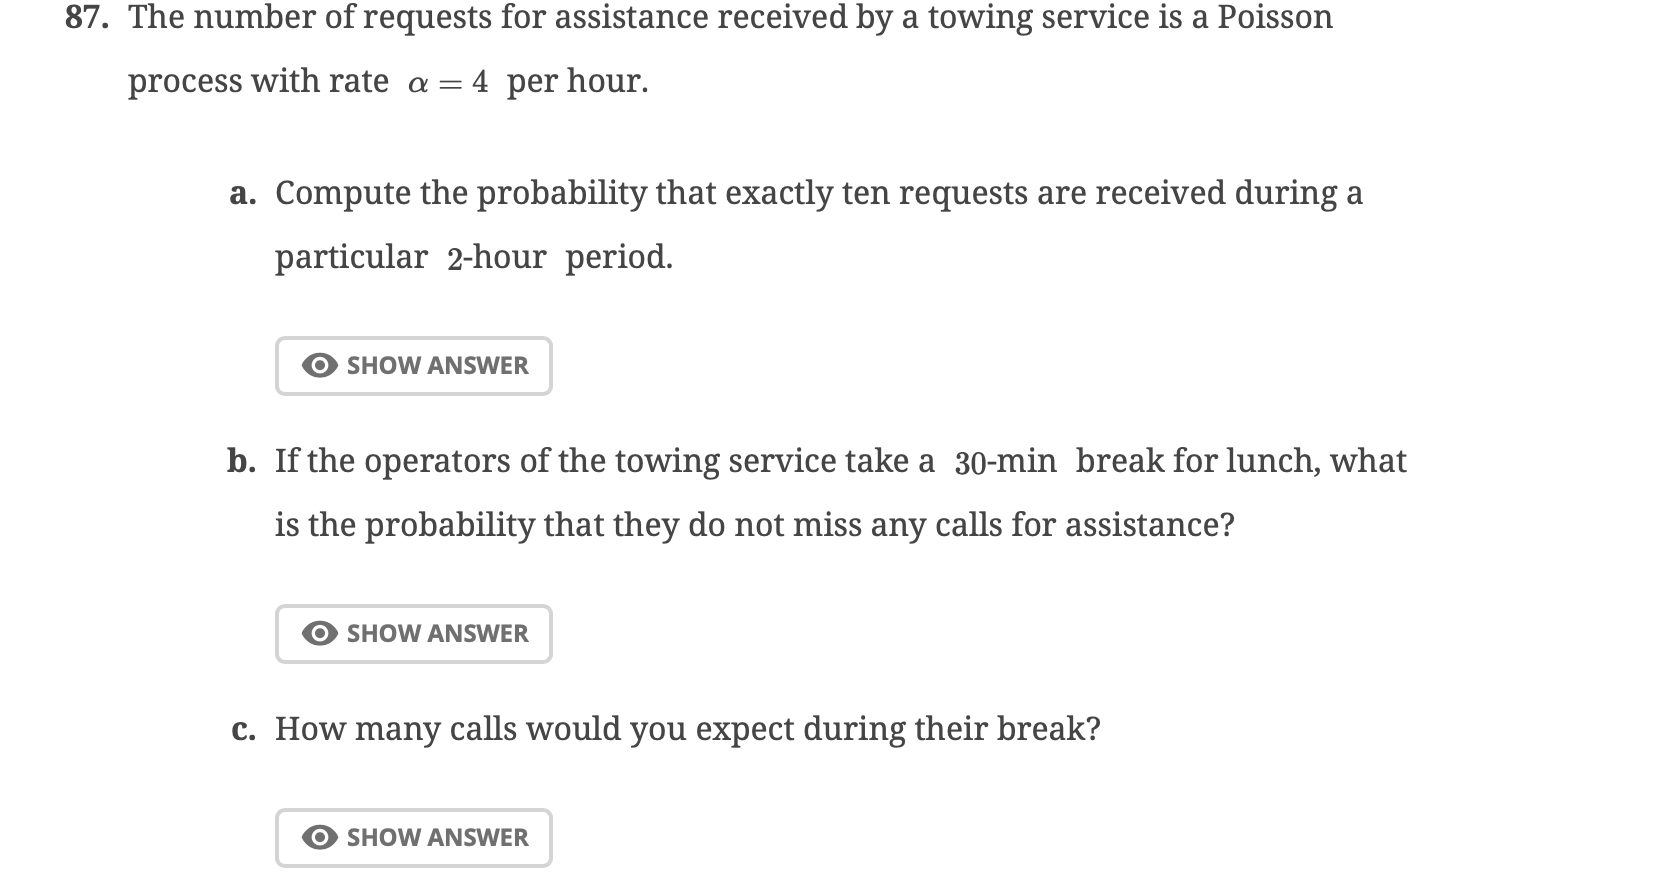 87. The number of requests for assistance received by a towing service is a Poisson
process with rate α = 4 per hour.
a. Compute the probability that exactly ten requests are received during a
particular 2-hour period.
SHOW ANSWER
b. If the operators of the towing service take a 30-min break for lunch, what
is the probability that they do not miss any calls for assistance?
SHOW ANSWER
c. How many calls would you expect during their break?
SHOW ANSWER